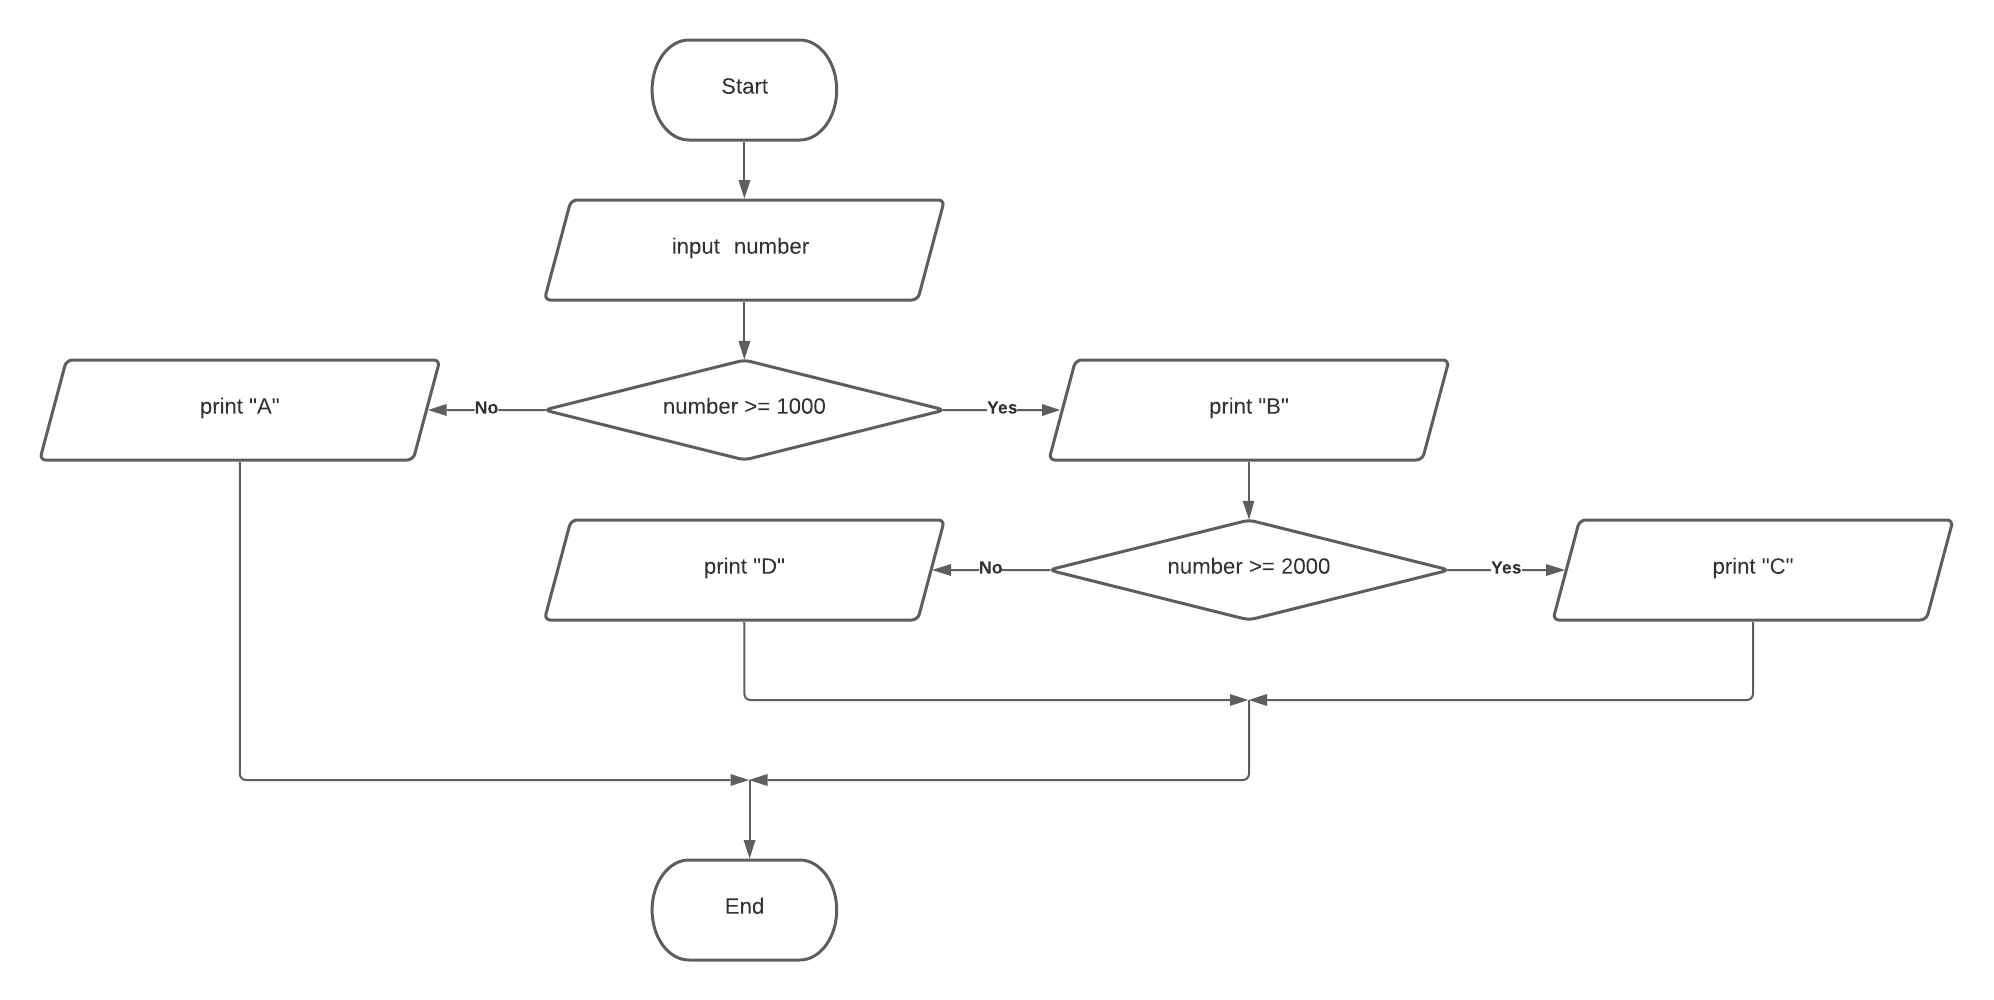 Start
input number
print "A"
No
number >= 1000
Yes
print "B"
print "D"
No
number >= 2000
Yes
print "C"
End